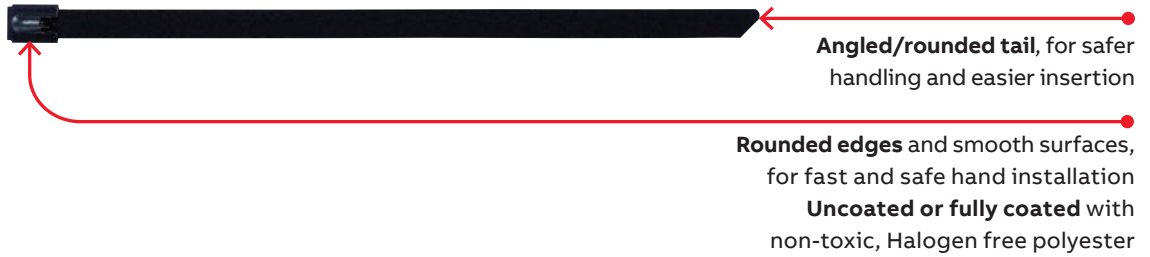 Angled/rounded tail, for safer
handling and easier insertion
Rounded edges and smooth surfaces,
for fast and safe hand installation
Uncoated or fully coated with
non-toxic, Halogen free polyester